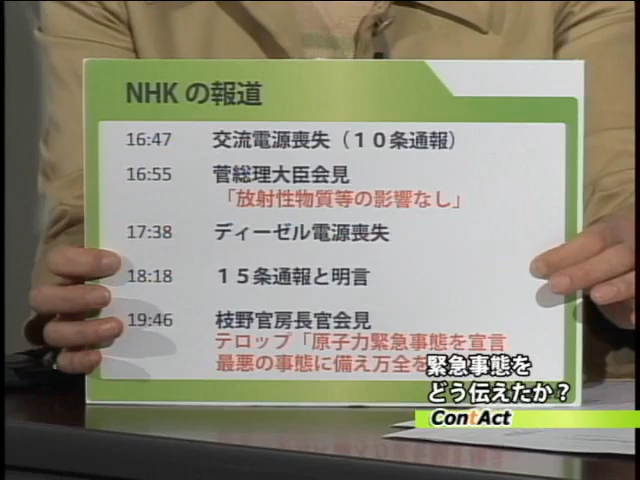 NHKの報道
16:47 交流電源喪失（１０条通報）
16:55 菅総理大臣会見
「放射性物質等の影響なし」
17:38 ディーゼル電源喪失
18:18 １５条通報と明言
19:46 枝野官房長官会見
テロップ「原子力緊急事態を宣言
最悪の事態に備え万全を
緊急事態を
どう伝えたか？
ContAct